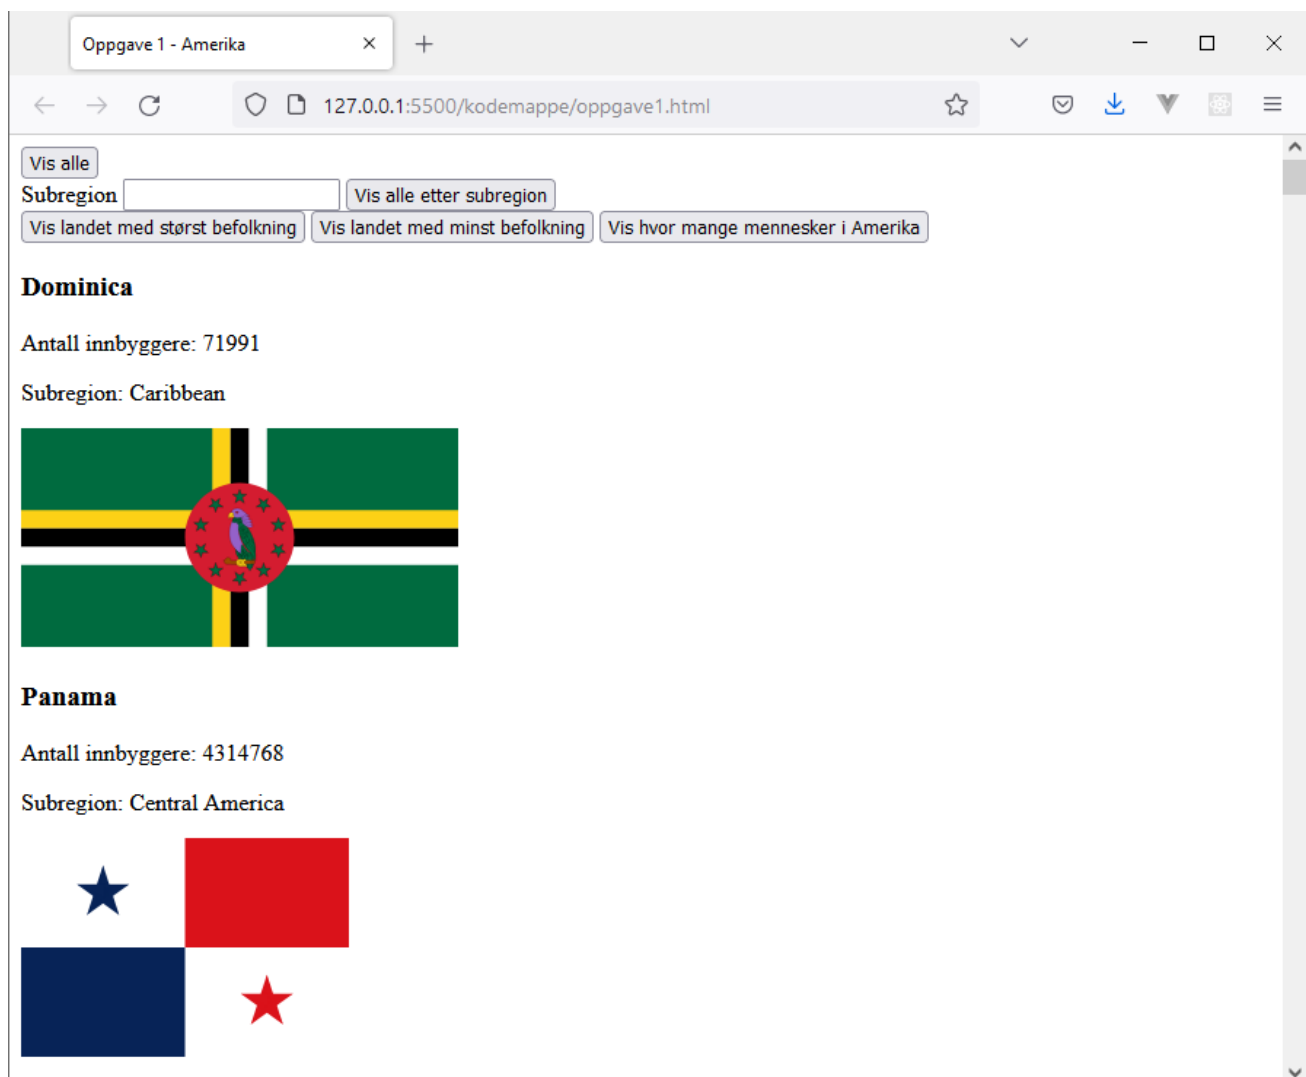 Oppgave 1 - Amerika
127.0.0.1:5500/kodemappe/oppgave1.html
Vis alle
Subregion Vis alle etter subregion
Vis landet med størst befolkning Vis landet med minst befolkning Vis hvor mange mennesker i Amerika
Dominica
Antall innbyggere: 71991
Subregion: Caribbean
Panama
Antall innbyggere: 4314768
Subregion: Central America